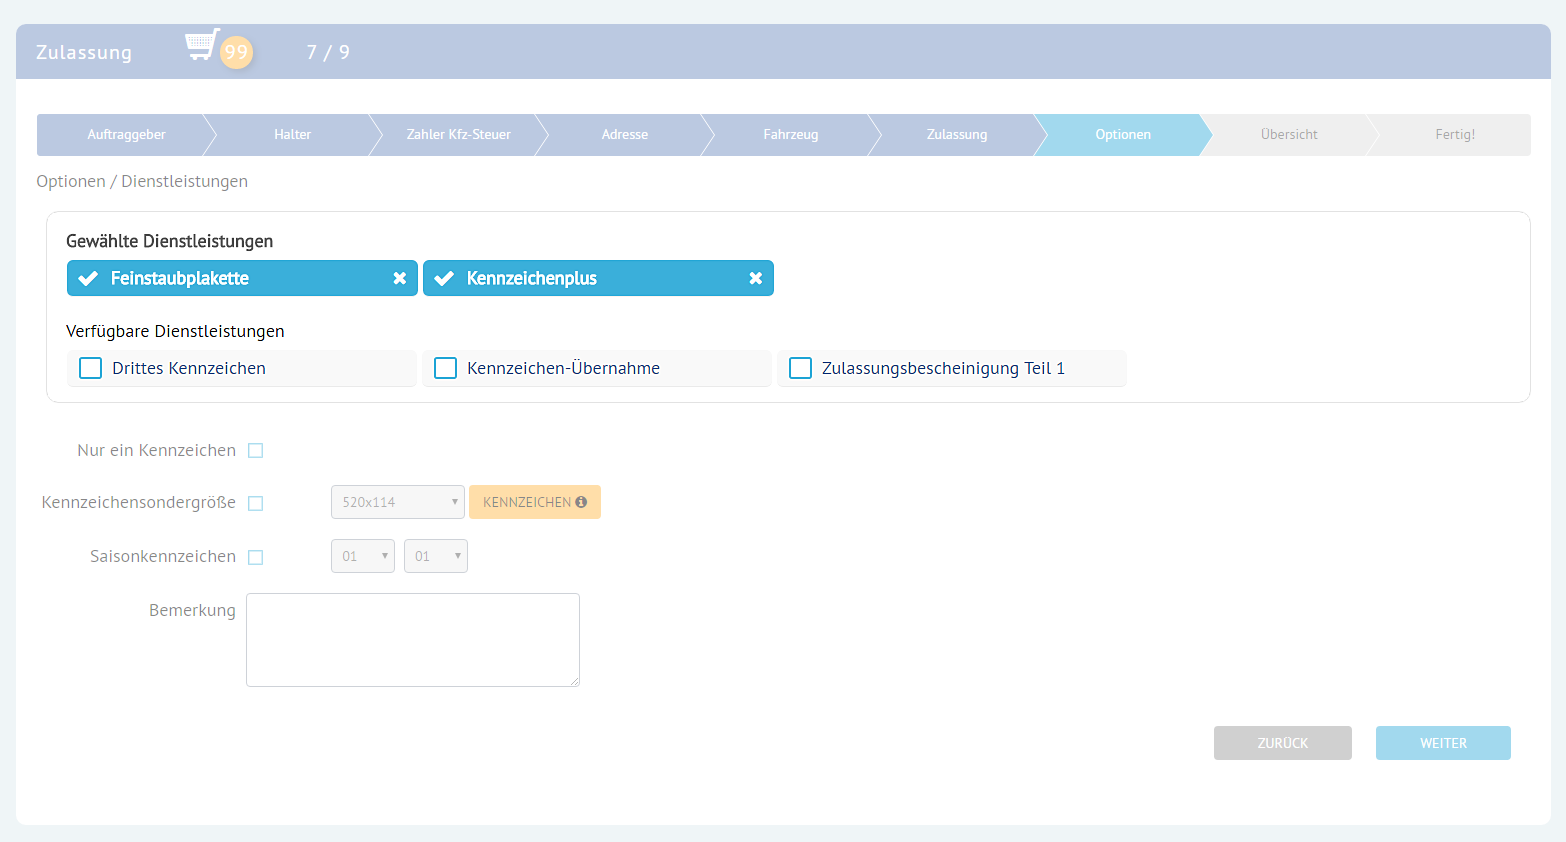 Zulassung 99 7 / 9
Auftraggeber Halter Zahler Kfz-Steuer Adresse Fahrzeug Zulassung Optionen Übersicht Fertig!
Optionen / Dienstleistungen
Gewählte Dienstleistungen
Feinstaubplakette Kennzeichenplus
Verfügbare Dienstleistungen
Drittes Kennzeichen Kennzeichen-Übernahme Zulassungsbescheinigung Teil 1
Nur ein Kennzeichen
Kennzeichensondergröße 520x114 KENNZEICHEN
Saisonkennzeichen 01 01
Bemerkung
ZURÜCK WEITER